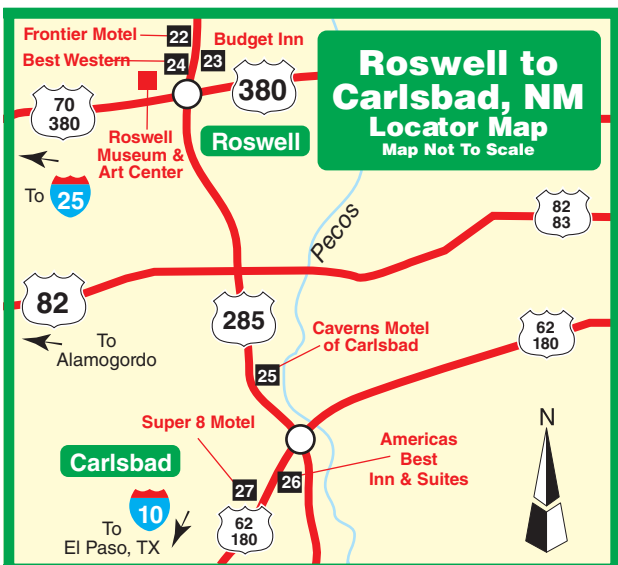 Frontier Motel
22
Best Western
24
23
Budget Inn
Roswell to
Carlsbad, NM
Locator Map
Map Not To Scale
70
380
380
Roswell
Museum &
Art Center
Roswell
To
25
Pecos
82
83
82
To
Alamogordo
285
62
180
Caverns Motel
of Carlsbad
25
Super 8 Motel
Americas
Best
Inn & Suites
Carlsbad
27
26
10
To
El Paso, TX
62
180
N